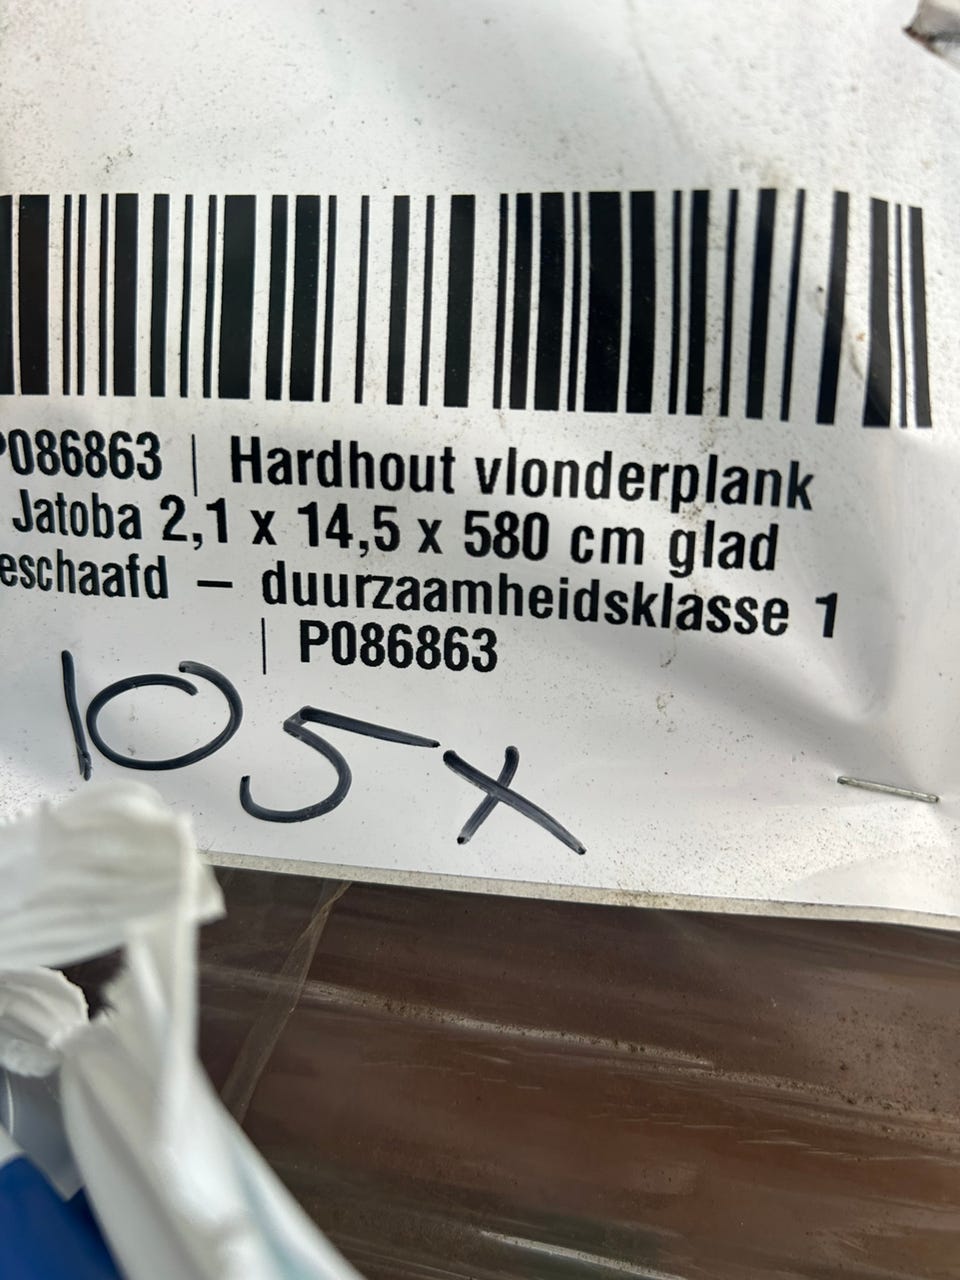 P086863 | Hardhout vlonderplank
Jatoba 2,1 x 14,5 x 580 cm glad
eschaafd – duurzaamheidsklasse 1
| P086863
105x